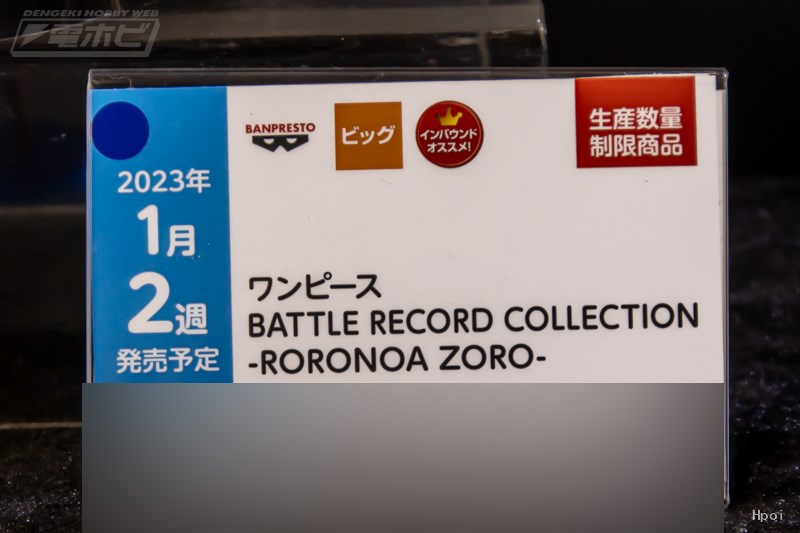 DENGEKI HOBBY WEB
電ホビ
2023年
1月
2週
発売予定
BANPRESTO
ビッグ
インバウンド
オススメ!
生産数量
制限商品
ワンピース
BATTLE RECORD COLLECTION
-RORONOA ZORO-
Hpoi